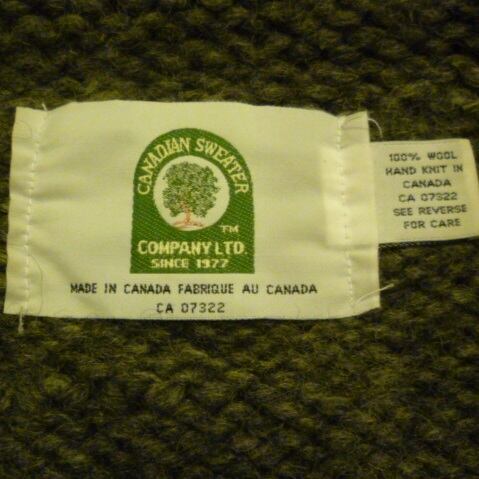 CANADIAN SWEATER
TM
COMPANY LTD.
SINCE 1977
MADE IN CANADA FABRIQUE AU CANADA
CA 07322
100% WOOL
HAND KNIT IN
CANADA
CA 07322
SEE REVERSE
FOR CARE